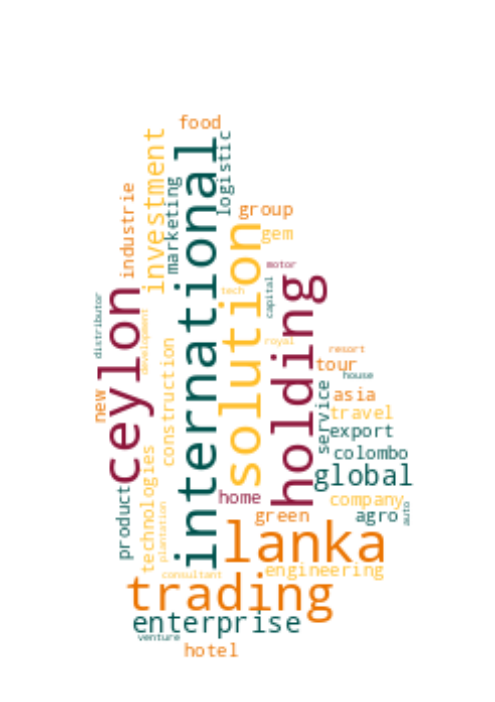 food
international
investment
logistic
marketing
industrie
group
gem
solution
motor
holding
capital
tech
ceylon
distributor
development
royal
construction
resort
tour
house
service
new
asia
travel
export
technologies
colombo
global
product
home
company
plantation
auto
green
agro
lanka
engineering
consultant
trading
enterprise
venture
hotel